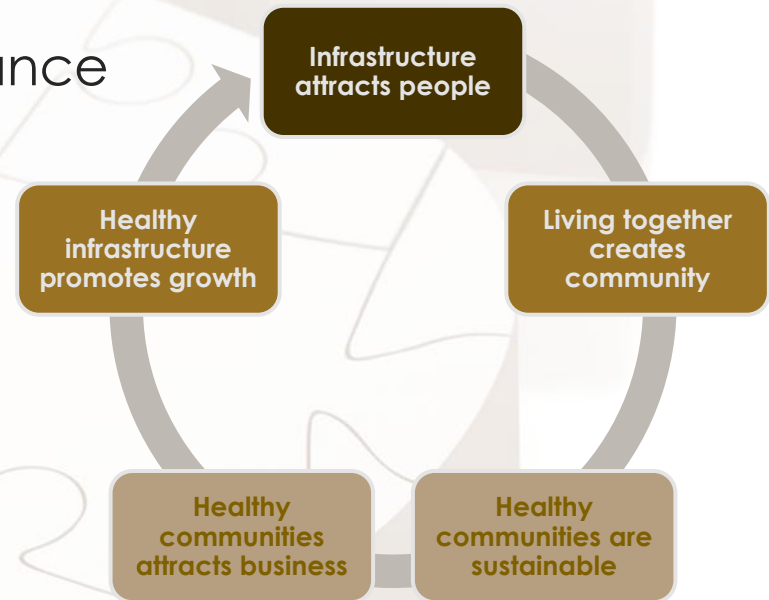 Infrastructure
attracts people
Living together
creates
community
Healthy
communities are
sustainable
Healthy
communities
attracts business
Healthy
infrastructure
promotes growth